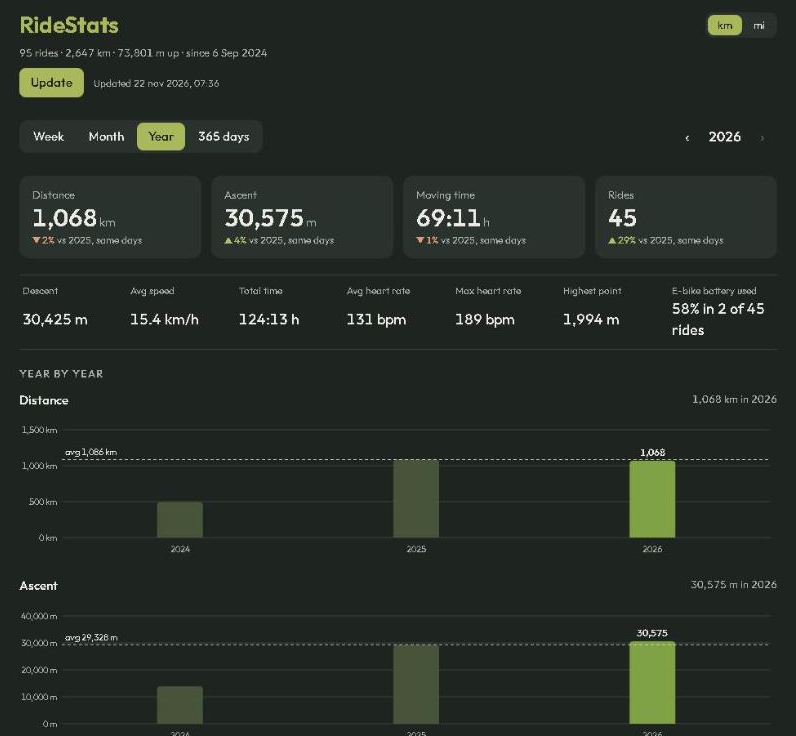 RideStats
km mi
95 rides · 2,647 km · 73,801 m up · since 6 Sep 2024
Update Updated 22 nov 2026, 07:36
Week Month Year 365 days ‹ 2026 ›
Distance Ascent Moving time Rides
1,068 km 30,575 m 69:11 h 45
▼2% vs 2025, same days ▲4% vs 2025, same days ▼1% vs 2025, same days ▲29% vs 2025, same days
Descent Avg speed Total time Avg heart rate Max heart rate Highest point E-bike battery used
30,425 m 15.4 km/h 124:13 h 131 bpm 189 bpm 1,994 m 58% in 2 of 45 rides
YEAR BY YEAR
Distance 1,068 km in 2026
1,500 km
avg 1,086 km 1,068
1,000 km
500 km
0 km
2024 2025 2026
Ascent 30,575 m in 2026
40,000 m
avg 29,328 m 30,575
30,000 m
20,000 m
10,000 m
0 m
2024 2025 2026